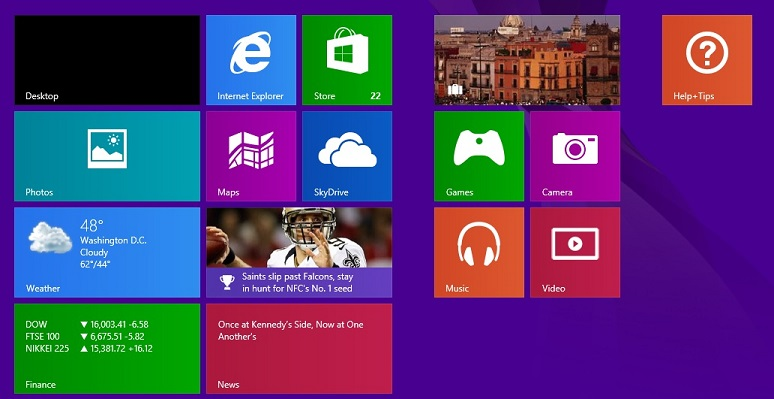 Desktop
Internet Explorer
Store 22
Help+Tips
Photos
Maps
SkyDrive
Games
Camera
48°
Washington D.C.
Cloudy
62°/44°
Weather
Saints slip past Falcons, stay
in hunt for NFC's No. 1 seed
Music
Video
DOW ▼ 16,003.41 -6.58
FTSE 100 ▼ 6,675.51 -5.82
NIKKEI 225 ▲ 15,381.72 +16.12
Finance
Once at Kennedy's Side, Now at One
Another's
News